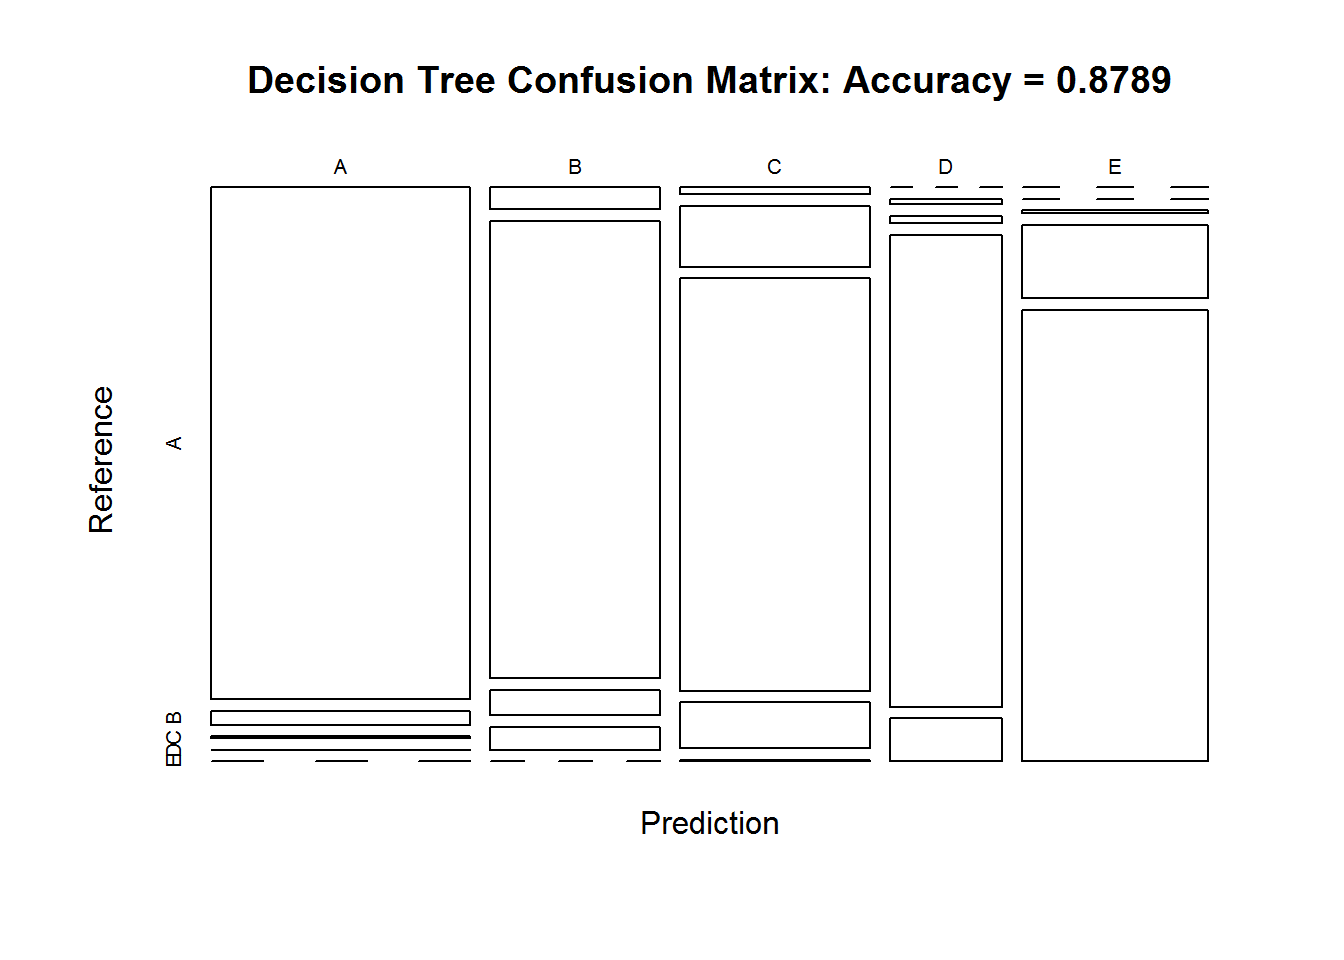 Decision Tree Confusion Matrix: Accuracy = 0.8789
A B C D E
Reference
A
B
C
D
E
Prediction